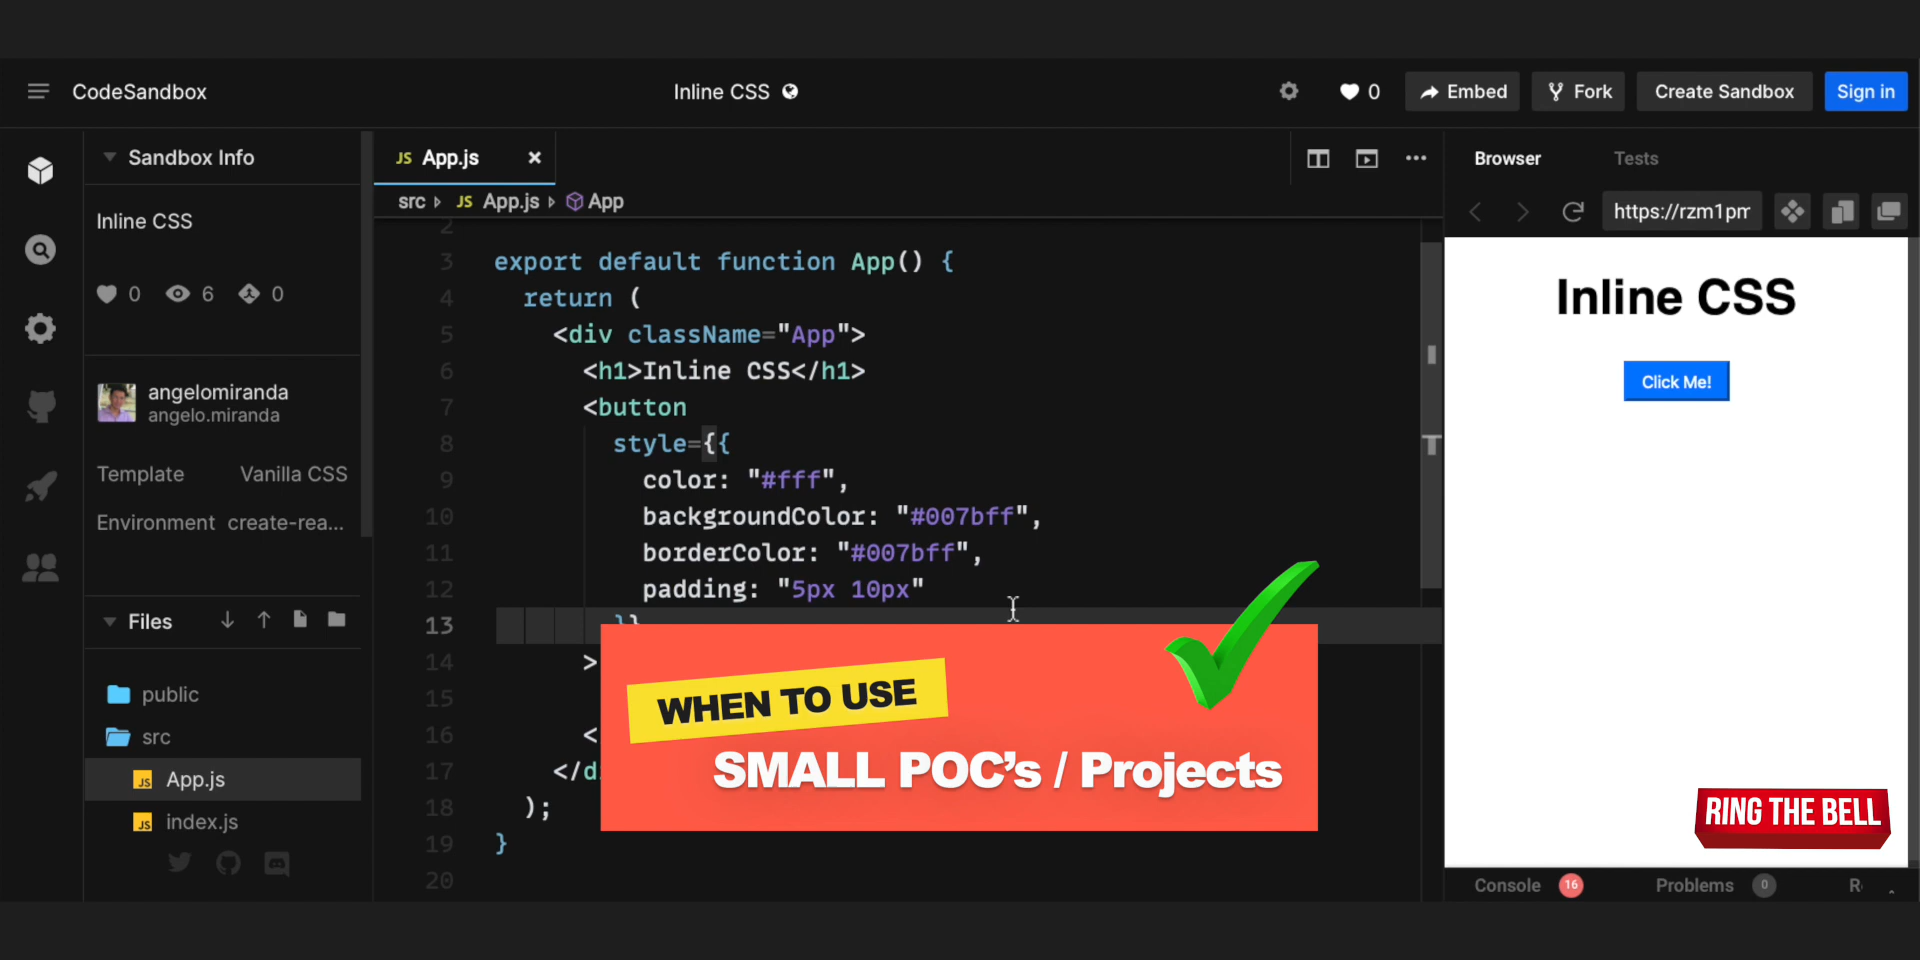 CodeSandbox
Inline CSS
0
Embed
Fork
Create Sandbox
Sign in
Sandbox Info
Inline CSS
0 6 0
angelomiranda
angelo.miranda
Template Vanilla CSS
Environment create-rea...
Files
public
src
JS App.js
JS index.js
JS App.js
src JS App.js App
2
3 export default function App() {
4 return (
5 <div className="App">
6 <h1>Inline CSS</h1>
7 <button
8 style={{
9 color: "#fff",
10 backgroundColor: "#007bff",
11 borderColor: "#007bff",
12 padding: "5px 10px"
13 }}
14 >
15
16 <
17 </d
18 );
19 }
20
WHEN TO USE
SMALL POC's / Projects
Browser Tests
https://rzm1pm
Inline CSS
Click Me!
RING THE BELL
Console 16 Problems 0